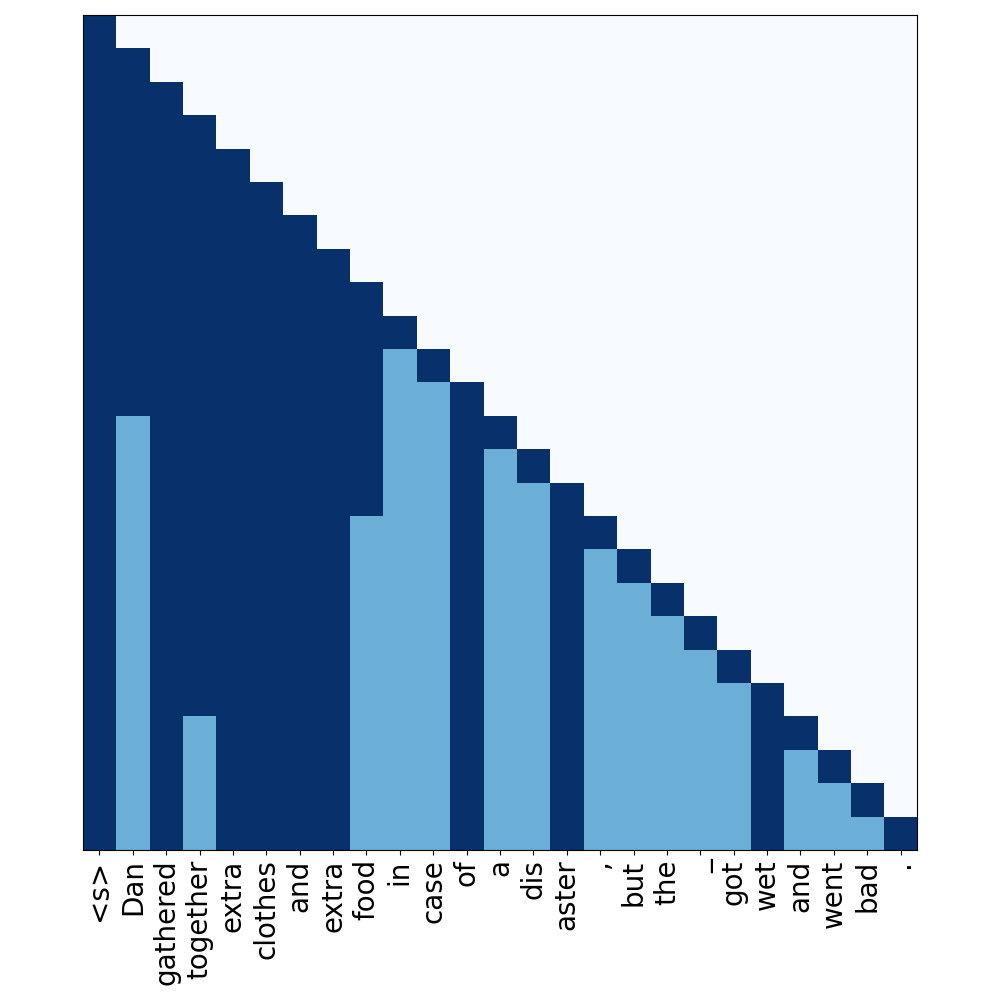 <s>
Dan
gathered
together
extra
clothes
and
extra
food
in
case
of
a
dis
aster
,
but
the
_
got
wet
and
went
bad
.